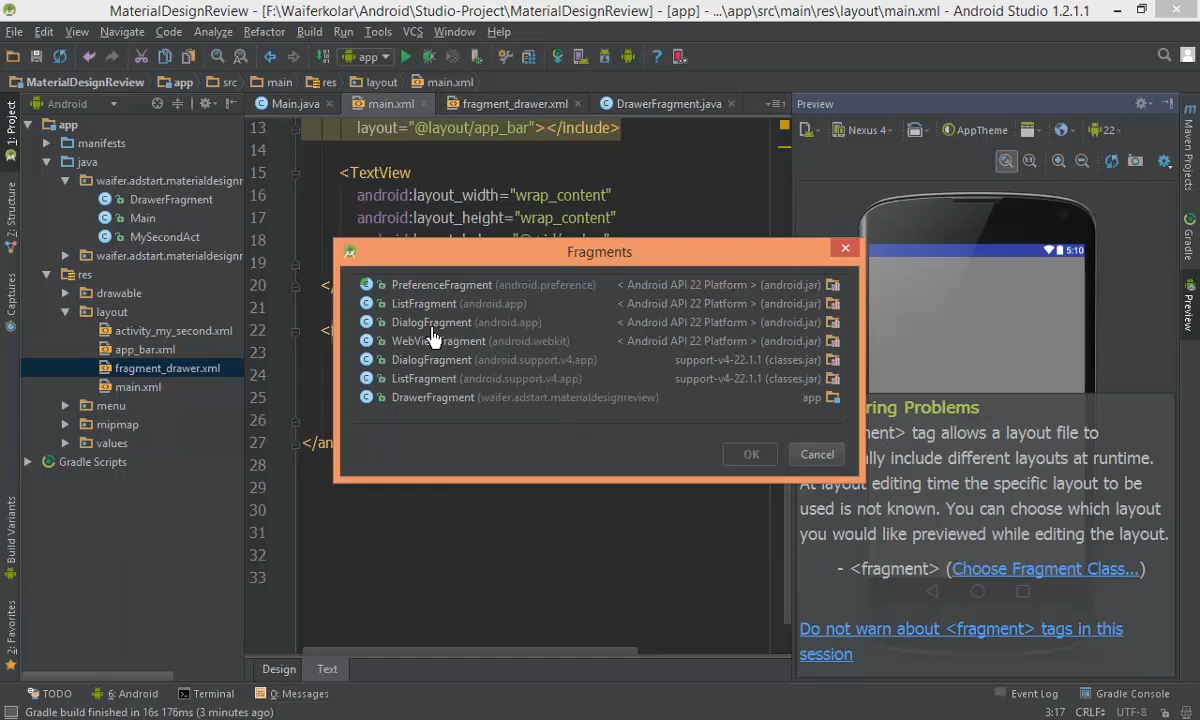 MaterialDesignReview - [F:\Waiferkolar\Android\Studio-Project\MaterialDesignReview] - [app] - ...\app\src\main\res\layout\main.xml - Android Studio 1.2.1.1
File Edit View Navigate Code Analyze Refactor Build Run Tools VCS Window Help
app
MaterialDesignReview app src main res layout main.xml
Android
Main.java main.xml fragment_drawer.xml DrawerFragment.java
Preview
1: Project
Z: Structure
Captures
Build Variants
2: Favorites
app
manifests
java
waifer.adstart.materialdesignr
DrawerFragment
Main
MySecondAct
waifer.adstart.materialdesignr
res
drawable
layout
activity_my_second.xml
app_bar.xml
fragment_drawer.xml
main.xml
menu
mipmap
values
Gradle Scripts
13 layout="@layout/app_bar"></include>
14
15 <TextView
16 android:layout_width="wrap_content"
17 android:layout_height="wrap_content"
18
19
20 </
21
22 <
23
24
25
26
27 </an
28
29
30
31
32
33
Fragments
PreferenceFragment (android.preference) < Android API 22 Platform > (android.jar)
ListFragment (android.app) < Android API 22 Platform > (android.jar)
DialogFragment (android.app) < Android API 22 Platform > (android.jar)
WebViewFragment (android.webkit) < Android API 22 Platform > (android.jar)
DialogFragment (android.support.v4.app) support-v4-22.1.1 (classes.jar)
ListFragment (android.support.v4.app) support-v4-22.1.1 (classes.jar)
DrawerFragment (waifer.adstart.materialdesignreview) app
OK Cancel
Nexus 4 AppTheme 22
5:10
ring Problems
ment> tag allows a layout file to
ally include different layouts at runtime.
At layout editing time the specific layout to be
used is not known. You can choose which layout
you would like previewed while editing the layout.
- <fragment> (Choose Fragment Class...)
Do not warn about <fragment> tags in this
session
Maven Projects
Gradle
Preview
Design Text
TODO 6: Android Terminal 0: Messages Event Log Gradle Console
Gradle build finished in 16s 176ms (3 minutes ago) 3:17 CRLF UTF-8